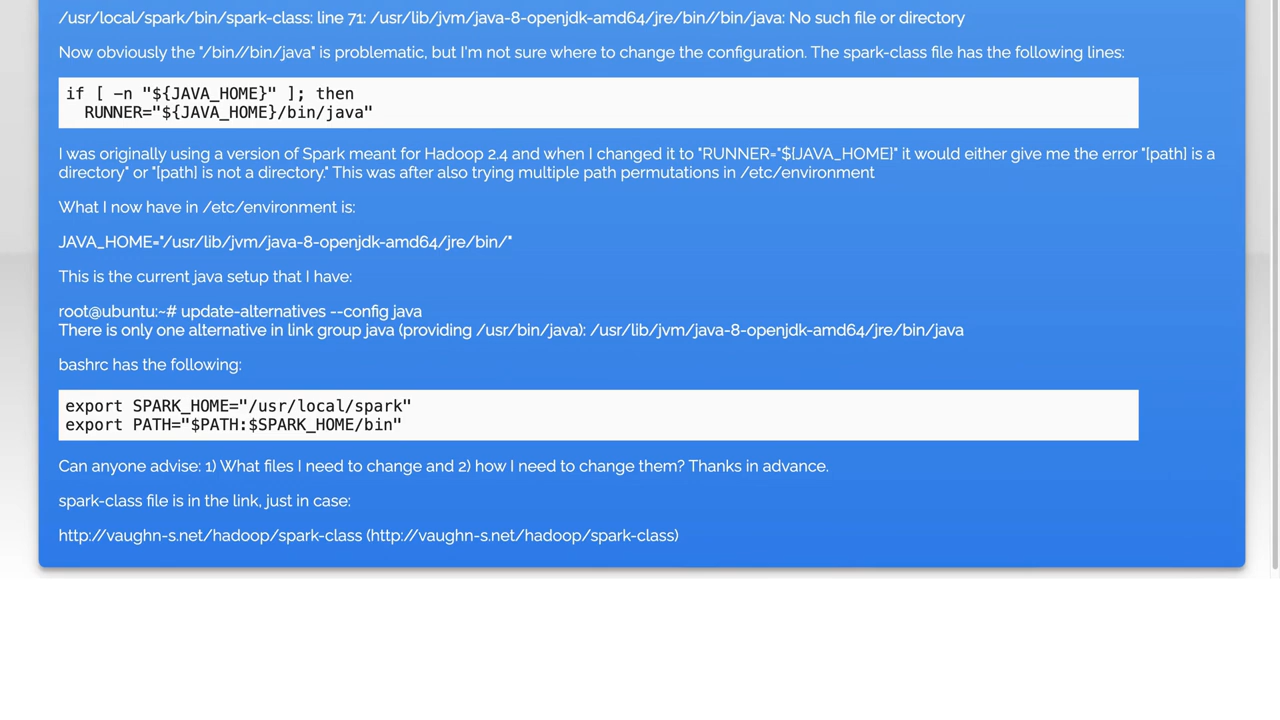 /usr/local/spark/bin/spark-class: line 71: /usr/lib/jvm/java-8-openjdk-amd64/jre/bin//bin/java: No such file or directory
Now obviously the "/bin//bin/java" is problematic, but I'm not sure where to change the configuration. The spark-class file has the following lines:
if [ -n "${JAVA_HOME}" ]; then
  RUNNER="${JAVA_HOME}/bin/java"
I was originally using a version of Spark meant for Hadoop 2.4 and when I changed it to "RUNNER="${JAVA_HOME}" it would either give me the error "[path] is a
directory" or "[path] is not a directory." This was after also trying multiple path permutations in /etc/environment
What I now have in /etc/environment is:
JAVA_HOME="/usr/lib/jvm/java-8-openjdk-amd64/jre/bin/"
This is the current java setup that I have:
root@ubuntu:~# update-alternatives --config java
There is only one alternative in link group java (providing /usr/bin/java): /usr/lib/jvm/java-8-openjdk-amd64/jre/bin/java
bashrc has the following:
export SPARK_HOME="/usr/local/spark"
export PATH="$PATH:$SPARK_HOME/bin"
Can anyone advise: 1) What files I need to change and 2) how I need to change them? Thanks in advance.
spark-class file is in the link, just in case:
http://vaughn-s.net/hadoop/spark-class (http://vaughn-s.net/hadoop/spark-class)